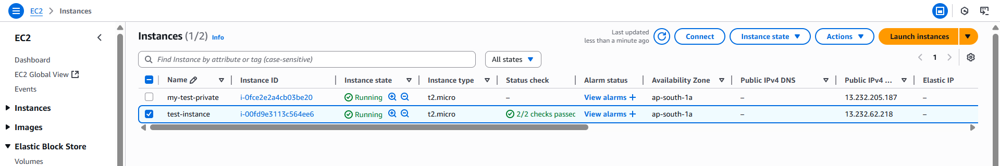 EC2 > Instances
EC2
Dashboard
EC2 Global View
Events
Instances
Images
Elastic Block Store
Volumes
Instances (1/2) Info
Last updated
less than a minute ago
Connect
Instance state
Actions
Launch instances
Find Instance by attribute or tag (case-sensitive)
All states
1
Name Instance ID Instance state Instance type Status check Alarm status Availability Zone Public IPv4 DNS Public IPv4 ... Elastic IP
my-test-private i-0fce2e2a4cb03be20 Running t2.micro – View alarms + ap-south-1a – 13.232.205.187 –
test-instance i-00fd9e3113c564ee6 Running t2.micro 2/2 checks passed View alarms + ap-south-1a – 13.232.62.218 –